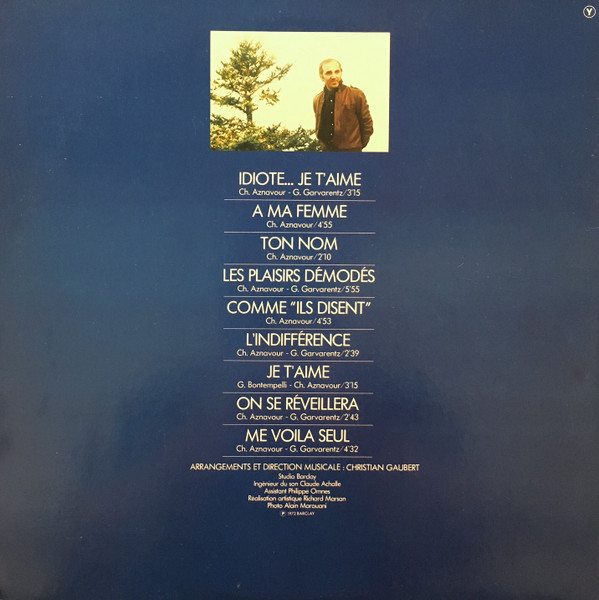 Y
IDIOTE... JE T'AIME
Ch. Aznavour - G. Garvarentz/3'15
A MA FEMME
Ch. Aznavour/4'55
TON NOM
Ch. Aznavour/2'10
LES PLAISIRS DÉMODÉS
Ch. Aznavour - G. Garvarentz/5'55
COMME "ILS DISENT"
Ch. Aznavour/4'53
L'INDIFFÉRENCE
Ch. Aznavour - G. Garvarentz/2'39
JE T'AIME
G. Bontempelli - Ch. Aznavour/3'15
ON SE RÉVEILLERA
Ch. Aznavour - G. Garvarentz/2'43
ME VOILA SEUL
Ch. Aznavour - G. Garvarentz/4'32
ARRANGEMENTS ET DIRECTION MUSICALE : CHRISTIAN GAUBERT
Studio Barclay
Ingénieur du son Claude Achalle
Assistant Philippe Omnes
Réalisation artistique Richard Marsan
Photo Alain Marouani
℗ 1972 BARCLAY